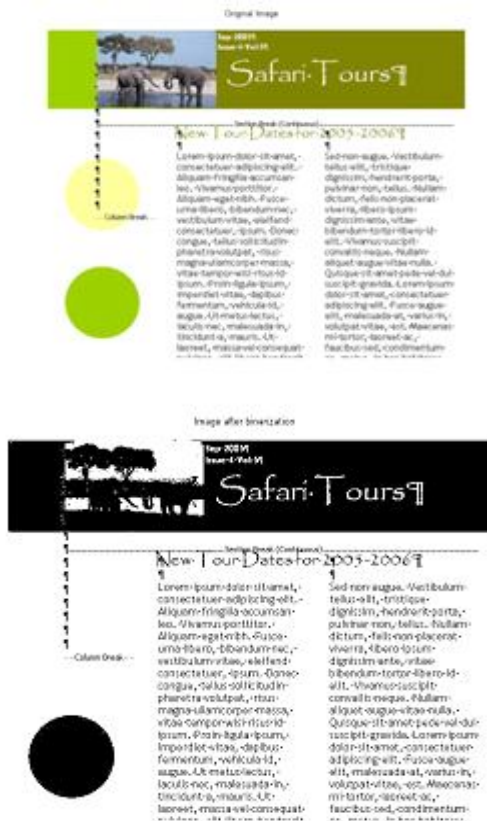 Original Image
Sep-2005¶
Issue-4-Vol-5¶
Safari·Tours¶
Section Break (Continuous)
New·Tour·Dates·for·2005-2006¶
Lorem·ipsum·dolor·sit·amet,·
consectetuer·adipiscing·elit.·
Aliquam·fringilla·accumsan·
leo.·Vivamus·porttitor.·
Aliquam·eget·nibh.·Fusce·
urna·libero,·bibendum·nec,·
vestibulum·vitae,·eleifend·
consectetuer,·ipsum.·Donec·
congue,·tellus·sollicitudin·
pharetra·volutpat,·risus·
magna·ullamcorper·massa,·
vitae·tempor·wisi·risus·id·
ipsum.·Proin·ligula·ipsum,·
imperdiet·vitae,·dapibus·
fermentum,·vehicula·id,·
augue.·Ut·metus·lectus,·
iaculis·nec,·malesuada·in,·
tincidunt·a,·mauris.·Ut·
laoreet,·massa·vel·consequat·
Sed·non·augue.·Vestibulum·
tellus·elit,·tristique·
dignissim,·hendrerit·porta,·
pulvinar·non,·tellus.·Nullam·
dictum,·felis·non·placerat·
viverra,·libero·ipsum·
dignissim·ante,·vitae·
bibendum·tortor·libero·id·
elit.·Vivamus·suscipit·
convallis·neque.·Nullam·
aliquet·augue·vitae·nulla.·
Quisque·sit·amet·pede·vel·dui·
suscipit·gravida.·Lorem·ipsum·
dolor·sit·amet,·consectetuer·
adipiscing·elit.·Fusce·augue·
elit,·malesuada·at,·varius·in,·
volutpat·vitae,·est.·Maecenas·
mi·tortor,·laoreet·ac,·
faucibus·sed,·condimentum·
Column Break
Image after binarization
Sep-2005¶
Issue-4-Vol-5¶
Safari·Tours¶
Section Break (Continuous)
New·Tour·Dates·for·2005-2006¶
Lorem·ipsum·dolor·sit·amet,·
consectetuer·adipiscing·elit.·
Aliquam·fringilla·accumsan·
leo.·Vivamus·porttitor.·
Aliquam·eget·nibh.·Fusce·
urna·libero,·bibendum·nec,·
vestibulum·vitae,·eleifend·
consectetuer,·ipsum.·Donec·
congue,·tellus·sollicitudin·
pharetra·volutpat,·risus·
magna·ullamcorper·massa,·
vitae·tempor·wisi·risus·id·
ipsum.·Proin·ligula·ipsum,·
imperdiet·vitae,·dapibus·
fermentum,·vehicula·id,·
augue.·Ut·metus·lectus,·
iaculis·nec,·malesuada·in,·
tincidunt·a,·mauris.·Ut·
laoreet,·massa·vel·consequat·
Sed·non·augue.·Vestibulum·
tellus·elit,·tristique·
dignissim,·hendrerit·porta,·
pulvinar·non,·tellus.·Nullam·
dictum,·felis·non·placerat·
viverra,·libero·ipsum·
dignissim·ante,·vitae·
bibendum·tortor·libero·id·
elit.·Vivamus·suscipit·
convallis·neque.·Nullam·
aliquet·augue·vitae·nulla.·
Quisque·sit·amet·pede·vel·dui·
suscipit·gravida.·Lorem·ipsum·
dolor·sit·amet,·consectetuer·
adipiscing·elit.·Fusce·augue·
elit,·malesuada·at,·varius·in,·
volutpat·vitae,·est.·Maecenas·
mi·tortor,·laoreet·ac,·
faucibus·sed,·condimentum·
Column Break